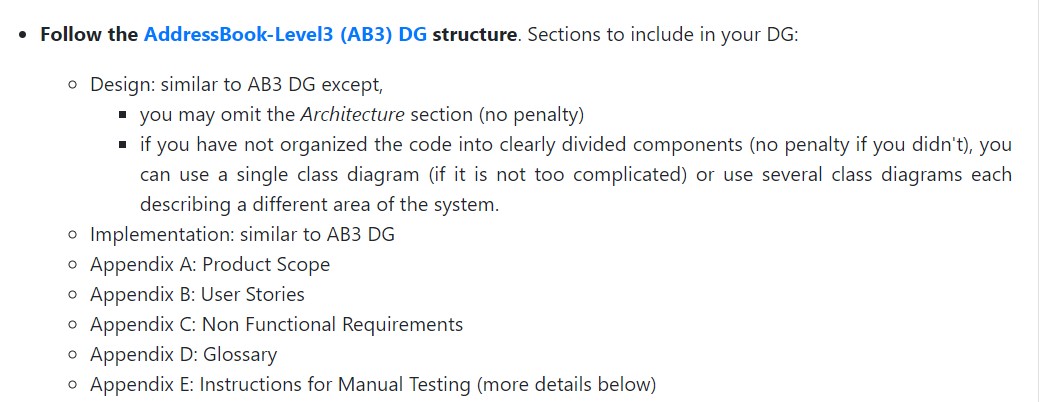 Follow the AddressBook-Level3 (AB3) DG structure. Sections to include in your DG:
Design: similar to AB3 DG except,
you may omit the Architecture section (no penalty)
if you have not organized the code into clearly divided components (no penalty if you didn't), you
can use a single class diagram (if it is not too complicated) or use several class diagrams each
describing a different area of the system.
Implementation: similar to AB3 DG
Appendix A: Product Scope
Appendix B: User Stories
Appendix C: Non Functional Requirements
Appendix D: Glossary
Appendix E: Instructions for Manual Testing (more details below)